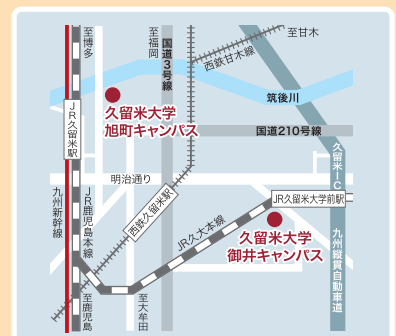 至博多
至福岡
国道3号線
至甘木
西鉄甘木線
筑後川
久留米大学
旭町キャンパス
JR久留米駅
国道210号線
久留米IC
明治通り
西鉄久留米駅
JR久留米大学前駅
九州新幹線
JR鹿児島本線
JR久大本線
久留米大学
御井キャンパス
九州縦貫自動車道
至鹿児島
至大牟田